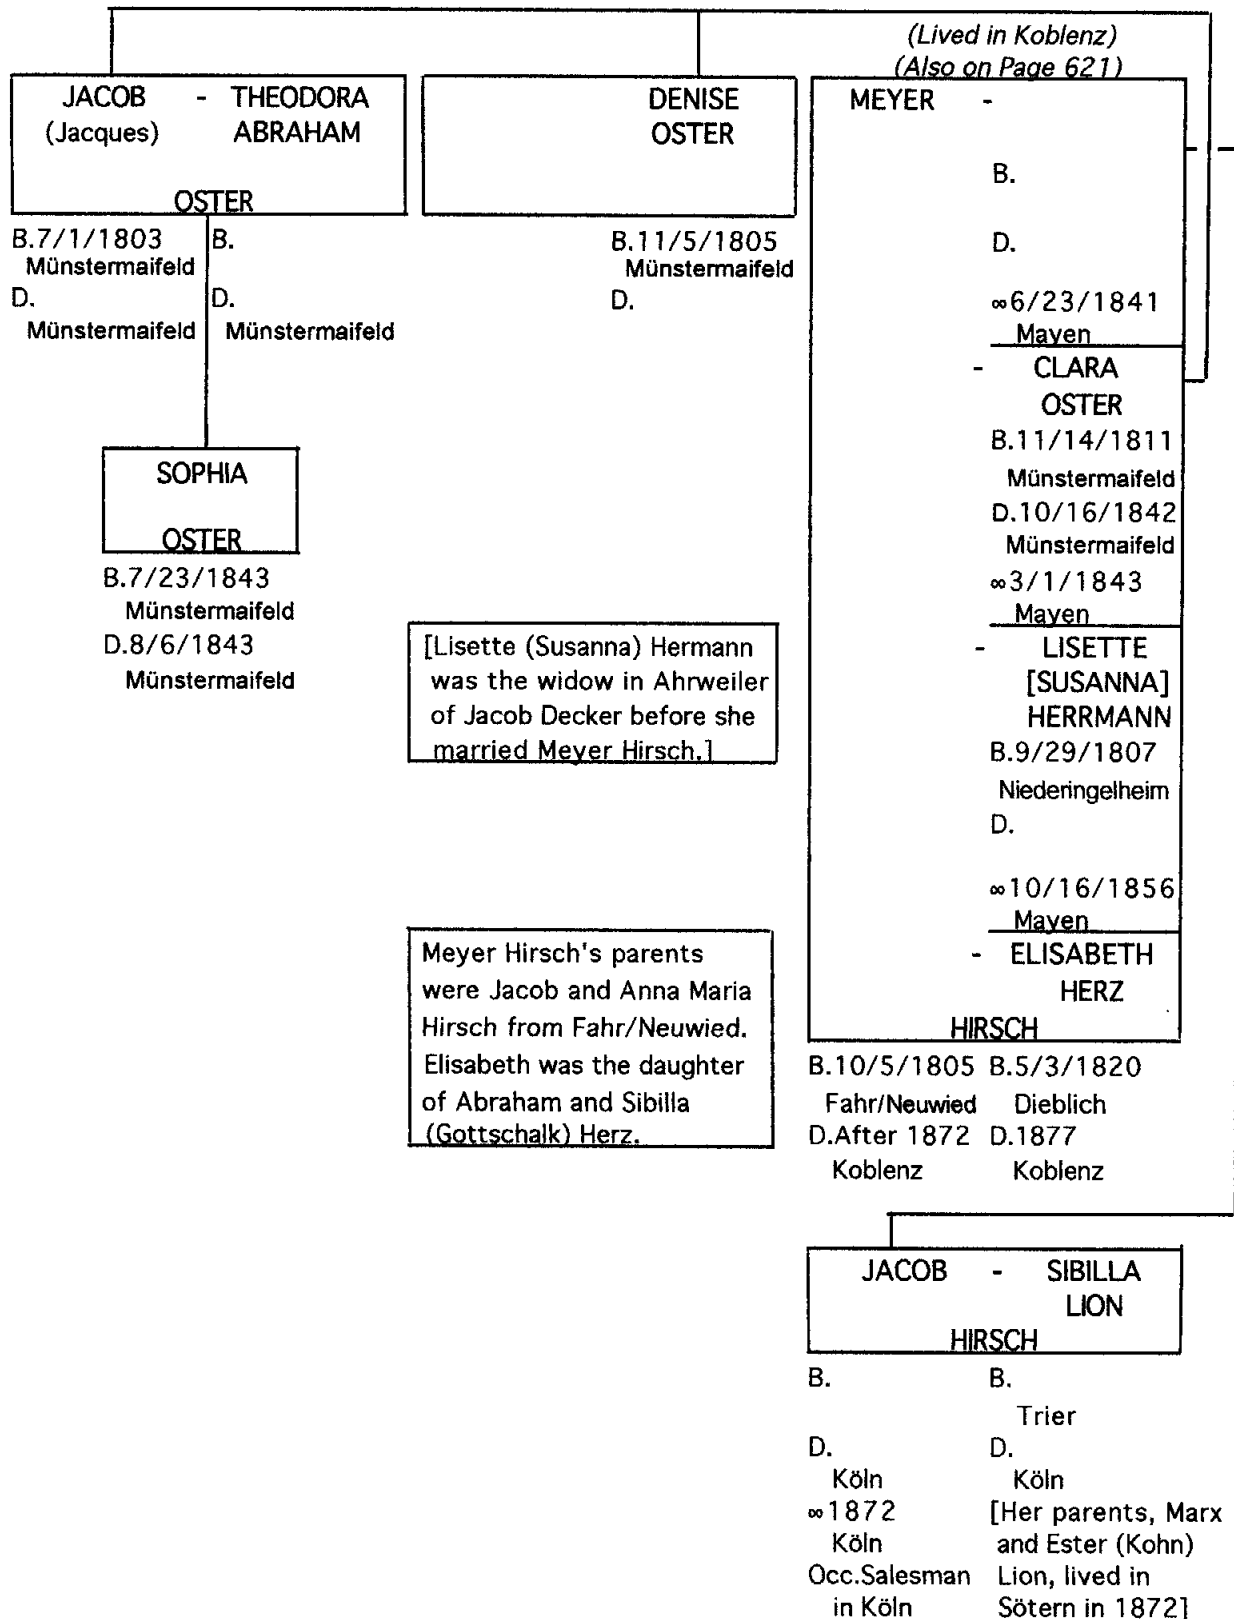 (Lived in Koblenz)
(Also on Page 621)
JACOB - THEODORA
(Jacques) ABRAHAM
OSTER
B.7/1/1803 B.
Münstermaifeld
D. D.
Münstermaifeld Münstermaifeld
SOPHIA
OSTER
B.7/23/1843
Münstermaifeld
D.8/6/1843
Münstermaifeld
DENISE
OSTER
B.11/5/1805
Münstermaifeld
D.
[Lisette (Susanna) Hermann
was the widow in Ahrweiler
of Jacob Decker before she
married Meyer Hirsch.]
Meyer Hirsch's parents
were Jacob and Anna Maria
Hirsch from Fahr/Neuwied.
Elisabeth was the daughter
of Abraham and Sibilla
(Gottschalk) Herz.
MEYER -
B.
D.
∞6/23/1841
Mayen
- CLARA
OSTER
B.11/14/1811
Münstermaifeld
D.10/16/1842
Münstermaifeld
∞3/1/1843
Mayen
- LISETTE
[SUSANNA]
HERRMANN
B.9/29/1807
Niederingelheim
D.
∞10/16/1856
Mayen
- ELISABETH
HERZ
HIRSCH
B.10/5/1805 B.5/3/1820
Fahr/Neuwied Dieblich
D.After 1872 D.1877
Koblenz Koblenz
JACOB - SIBILLA
LION
HIRSCH
B. B.
Trier
D. D.
Köln Köln
∞1872 [Her parents, Marx
Köln and Ester (Kohn)
Occ.Salesman Lion, lived in
in Köln Sötern in 1872]